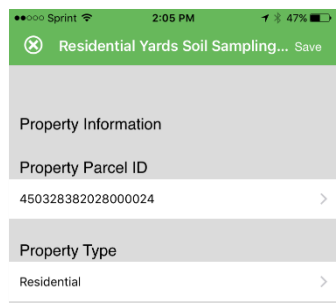 Sprint 2:05 PM 47%
Residential Yards Soil Sampling... Save
Property Information
Property Parcel ID
450328382028000024
Property Type
Residential